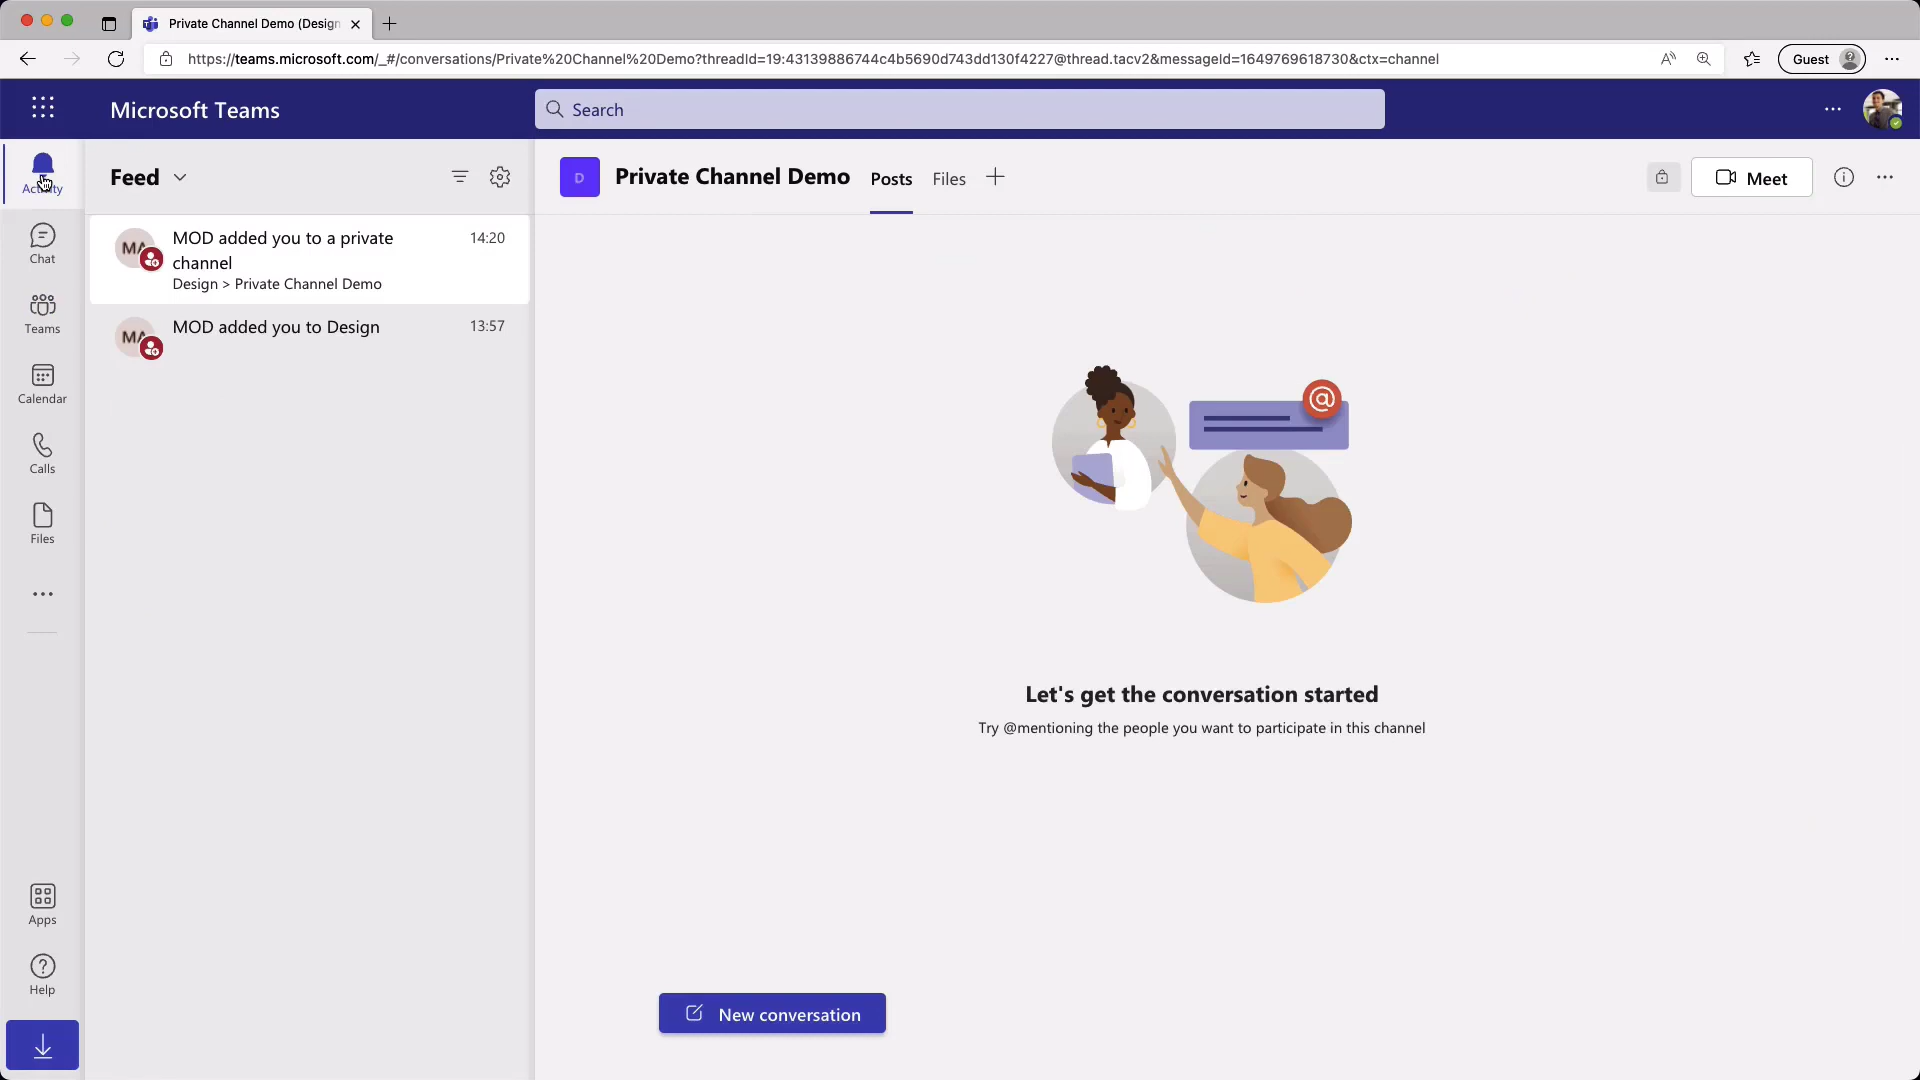 Private Channel Demo (Design
https://teams.microsoft.com/_#/conversations/Private%20Channel%20Demo?threadId=19:43139886744c4b5690d743dd130f4227@thread.tacv2&messageId=1649769618730&ctx=channel
Guest
Microsoft Teams
Search
Activity
Chat
Teams
Calendar
Calls
Files
Apps
Help
Feed
MA
MOD added you to a private
channel
14:20
Design > Private Channel Demo
MA
MOD added you to Design
13:57
D
Private Channel Demo
Posts
Files
Meet
@
Let's get the conversation started
Try @mentioning the people you want to participate in this channel
New conversation